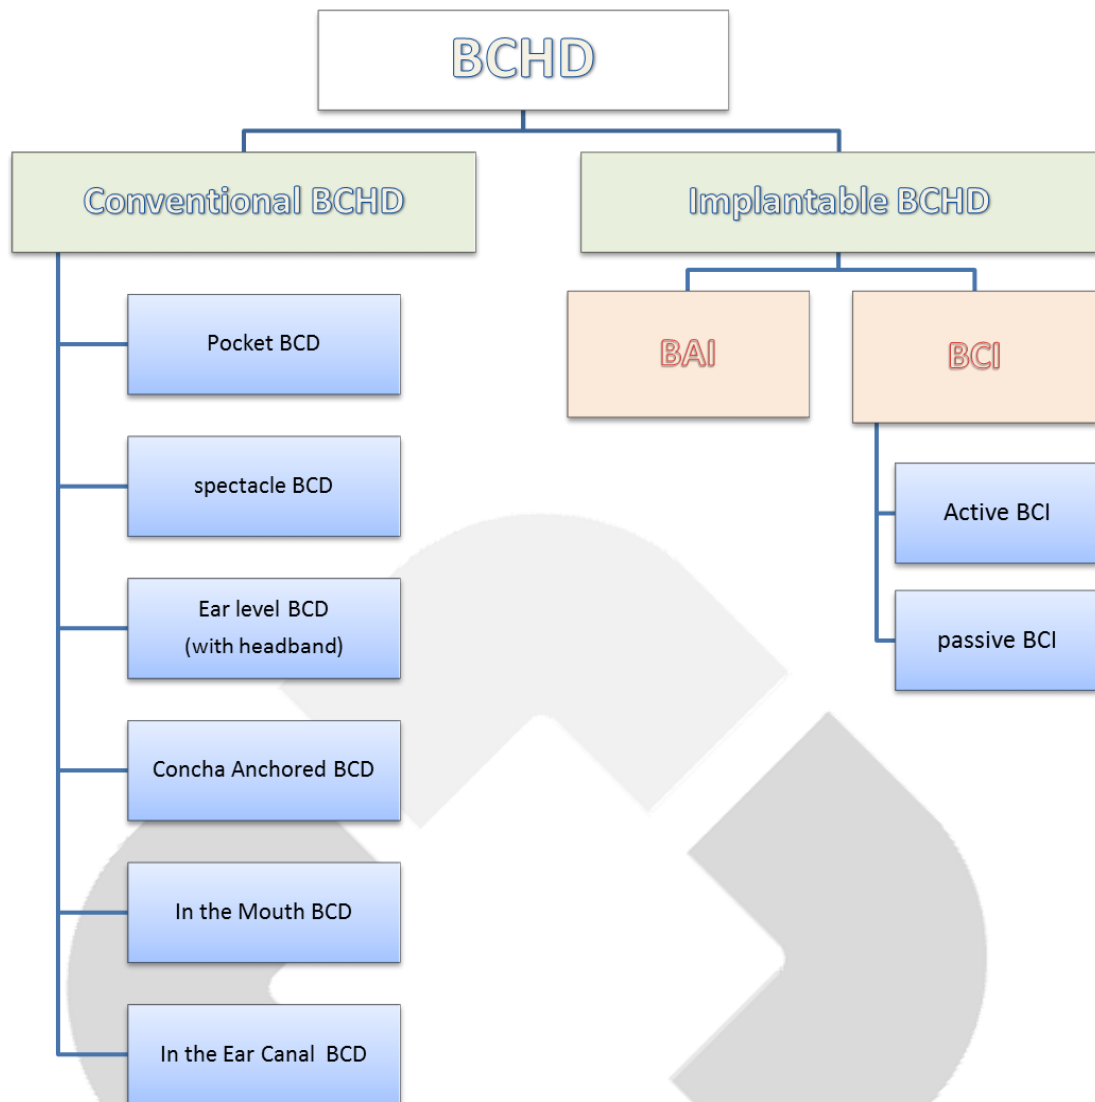 BCHD
Conventional BCHD
Implantable BCHD
Pocket BCD
spectacle BCD
Ear level BCD
(with headband)
Concha Anchored BCD
In the Mouth BCD
In the Ear Canal BCD
BAI
BCI
Active BCI
passive BCI